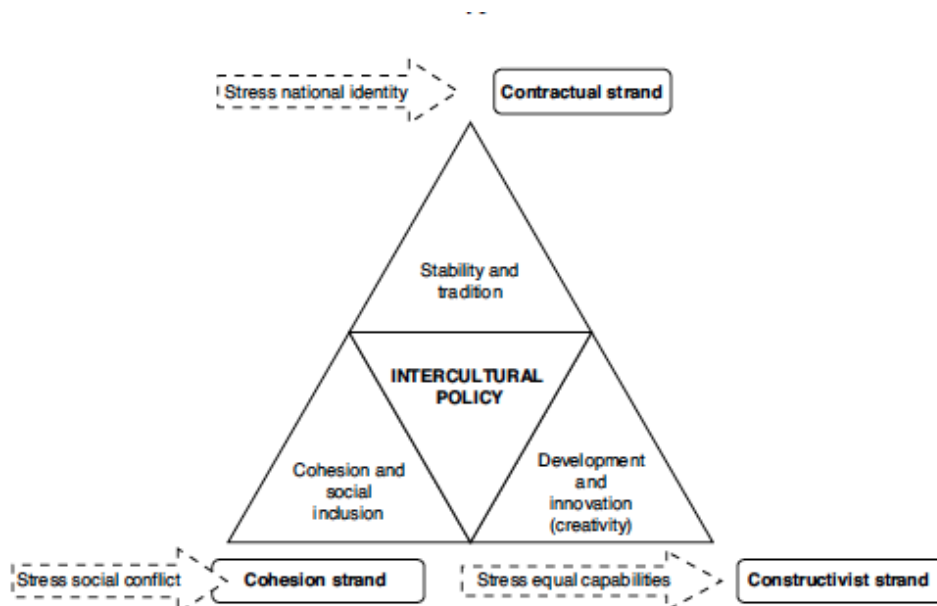 Stress national identity
Contractual strand
Stability and
tradition
INTERCULTURAL
POLICY
Cohesion and
social
inclusion
Development
and
innovation
(creativity)
Stress social conflict
Cohesion strand
Stress equal capabilities
Constructivist strand